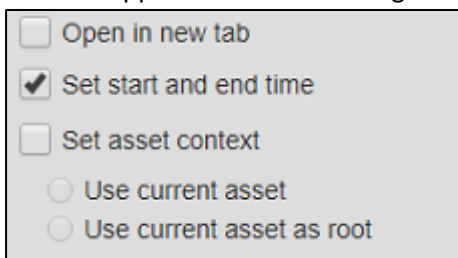 Open in new tab
Set start and end time
Set asset context
Use current asset
Use current asset as root